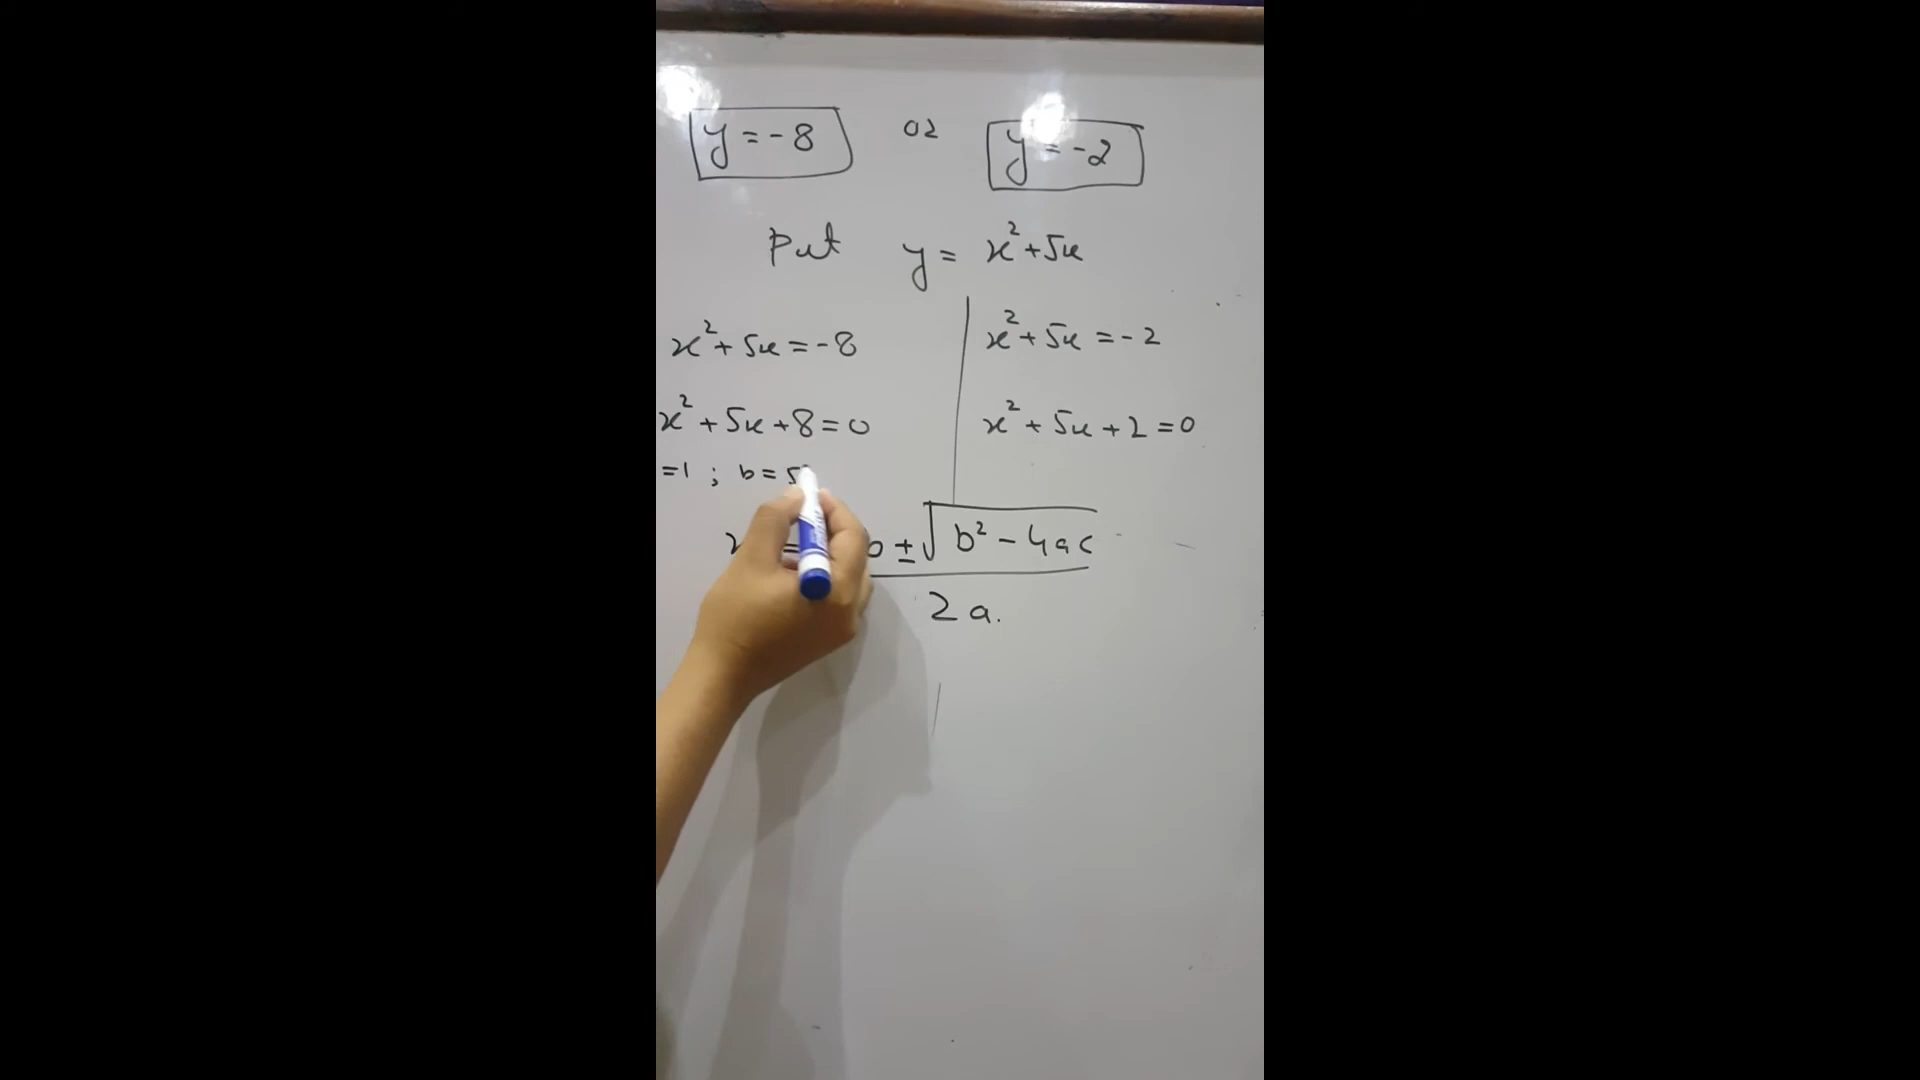 y = -8 or y = -2
Put y = x² + 5x
x² + 5x = -8
x² + 5x + 8 = 0
=1 ; b = 5
x² + 5x = -2
x² + 5x + 2 = 0
= b ± √b² - 4ac
2a.